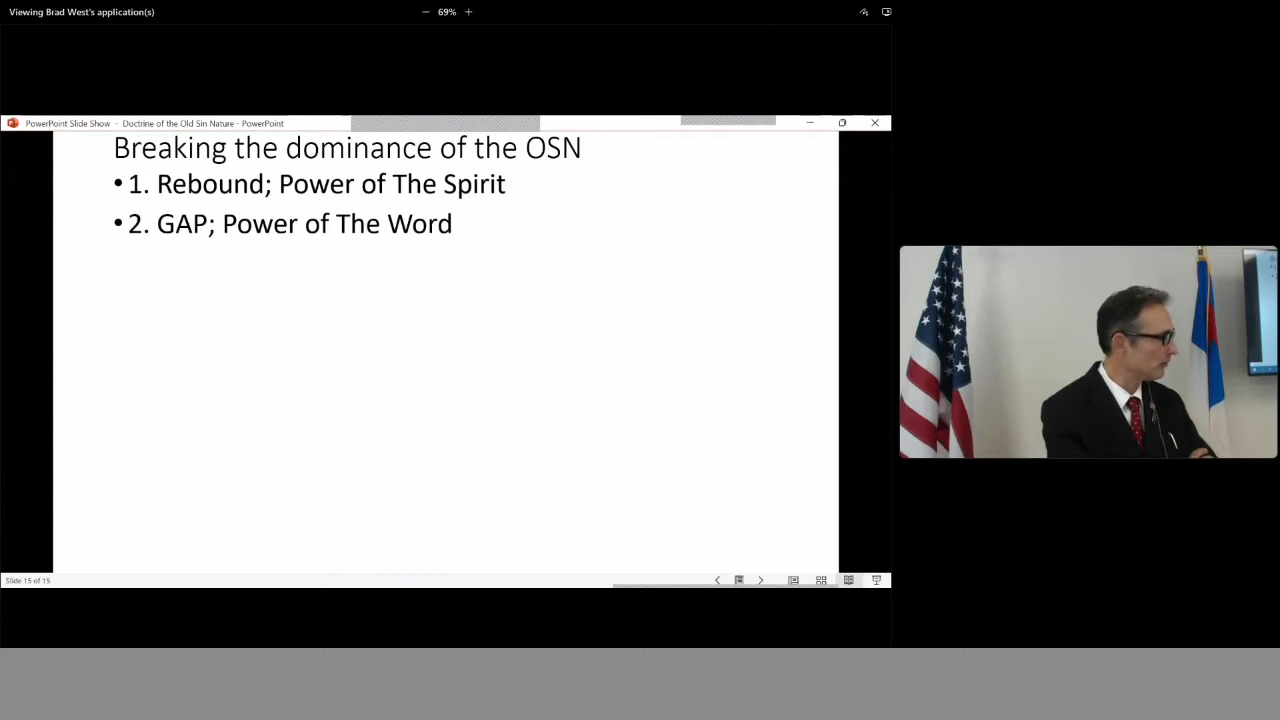 Viewing Brad West's application(s)
− 69% +
PowerPoint Slide Show - Doctrine of the Old Sin Nature - PowerPoint
Breaking the dominance of the OSN
• 1. Rebound; Power of The Spirit
• 2. GAP; Power of The Word
Slide 15 of 15